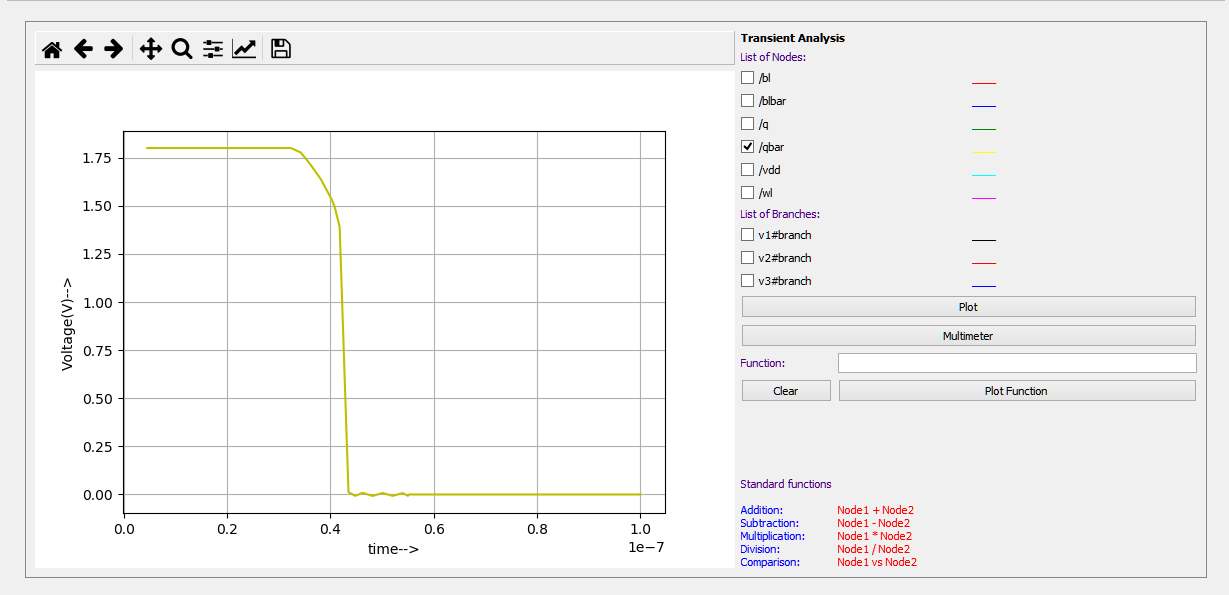 Transient Analysis
List of Nodes:
/bl
/blbar
/q
/qbar
/vdd
/wl
List of Branches:
v1#branch
v2#branch
v3#branch
Plot
Multimeter
Function:
Clear
Plot Function
Standard functions
Addition: Node1 + Node2
Subtraction: Node1 - Node2
Multiplication: Node1 * Node2
Division: Node1 / Node2
Comparison: Node1 vs Node2
1.75
1.50
1.25
1.00
0.75
0.50
0.25
0.00
Voltage(V)-->
0.0 0.2 0.4 0.6 0.8 1.0
1e−7
time-->